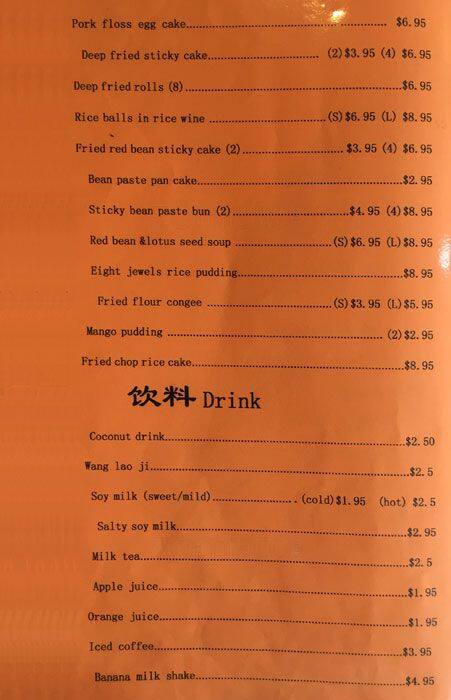 Pork floss egg cake................................................ $6.95
Deep fried sticky cake.............................. (2)$3.95 (4) $6.95
Deep fried rolls (8)................................................$6.95
Rice balls in rice wine ..............................(S)$6.95 (L) $8.95
Fried red bean sticky cake (2)......................... $3.95 (4) $6.95
Bean paste pan cake.................................................$2.95
Sticky bean paste bun (2)..............................$4.95 (4)$8.95
Red bean &lotus seed soup ........................(S)$6.95 (L)$8.95
Eight jewels rice pudding...........................................$8.95
Fried flour congee ...............................(S)$3.95 (L)$5.95
Mango pudding ................................................. (2)$2.95
Fried chop rice cake................................................$8.95
饮料 Drink
Coconut drink.......................................................$2.50
Wang lao ji.........................................................$2.5
Soy milk (sweet/mild)....................(cold)$1.95 (hot) $2.5
Salty soy milk......................................................$2.95
Milk tea............................................................$2.5
Apple juice.........................................................$1.95
Orange juice........................................................$1.95
Iced coffee.........................................................$3.95
Banana milk shake...................................................$4.95